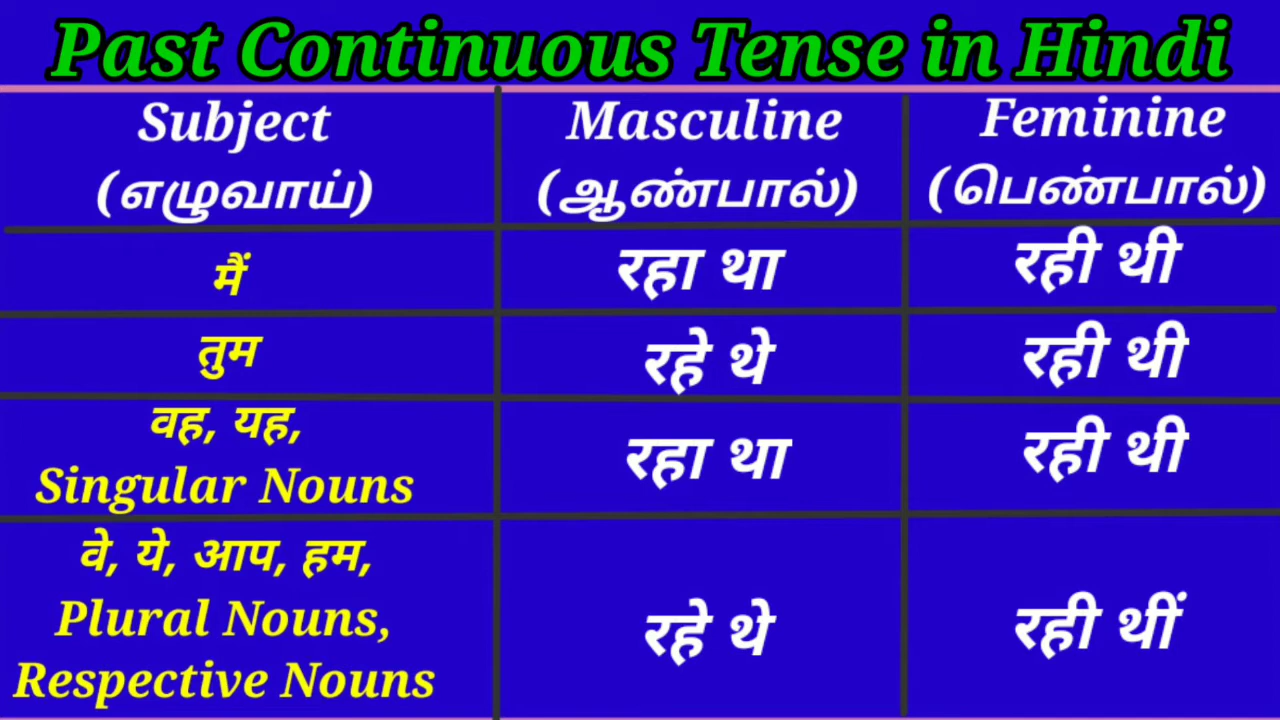 Past Continuous Tense in Hindi
Subject Masculine Feminine
(எழுவாய்) (ஆண்பால்) (பெண்பால்)
मैं रहा था रही थी
तुम रहे थे रही थी
वह, यह,
Singular Nouns रहा था रही थी
वे, ये, आप, हम,
Plural Nouns, रहे थे रही थीं
Respective Nouns